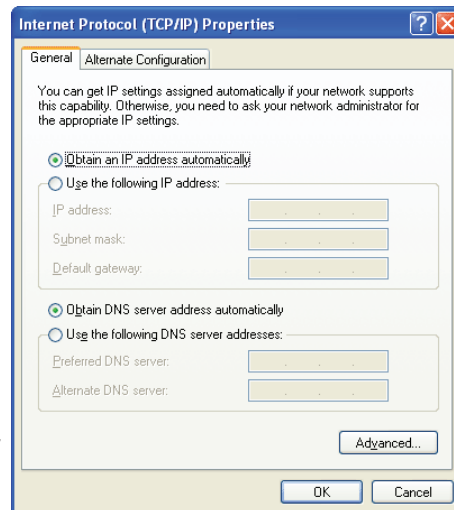 Internet Protocol (TCP/IP) Properties
General
Alternate Configuration
You can get IP settings assigned automatically if your network supports
this capability. Otherwise, you need to ask your network administrator for
the appropriate IP settings.
Obtain an IP address automatically
Use the following IP address:
IP address:
Subnet mask:
Default gateway:
Obtain DNS server address automatically
Use the following DNS server addresses:
Preferred DNS server:
Alternate DNS server:
Advanced...
OK
Cancel